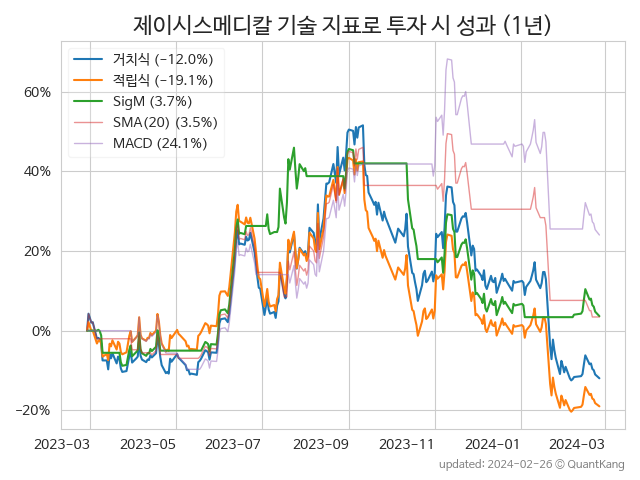 제이시스메디칼 기술 지표로 투자 시 성과 (1년)
거치식 (−12.0%)
적립식 (−19.1%)
SigM (3.7%)
SMA(20) (3.5%)
MACD (24.1%)
60%
40%
20%
0%
−20%
2023-03 2023-05 2023-07 2023-09 2023-11 2024-01 2024-03
updated: 2024-02-26 © QuantKang